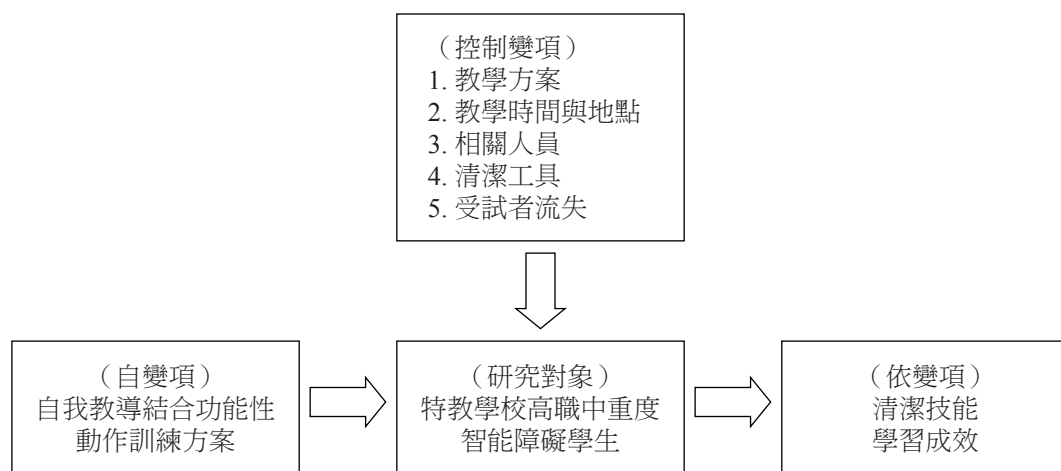 （控制變項）
1. 教學方案
2. 教學時間與地點
3. 相關人員
4. 清潔工具
5. 受試者流失
（自變項）
自我教導結合功能性
動作訓練方案
（研究對象）
特教學校高職中重度
智能障礙學生
（依變項）
清潔技能
學習成效